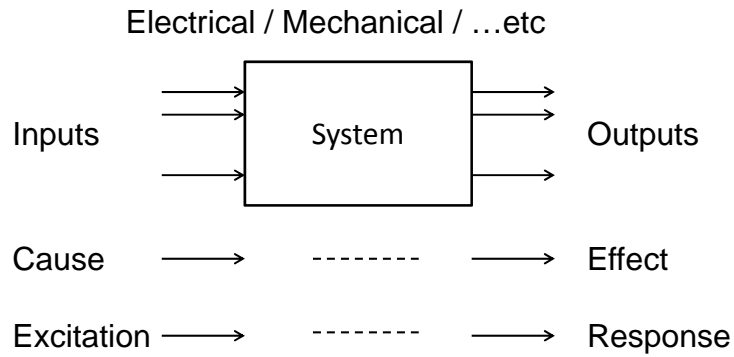 Electrical / Mechanical / …etc
Inputs System Outputs
Cause Effect
Excitation Response